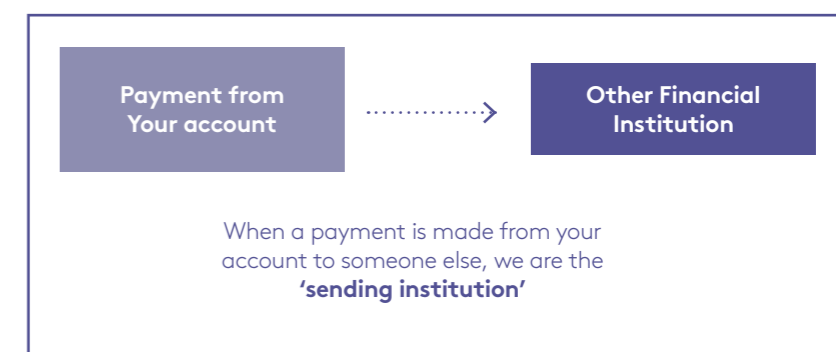 Payment from
Your account
Other Financial
Institution
When a payment is made from your
account to someone else, we are the
‘sending institution’